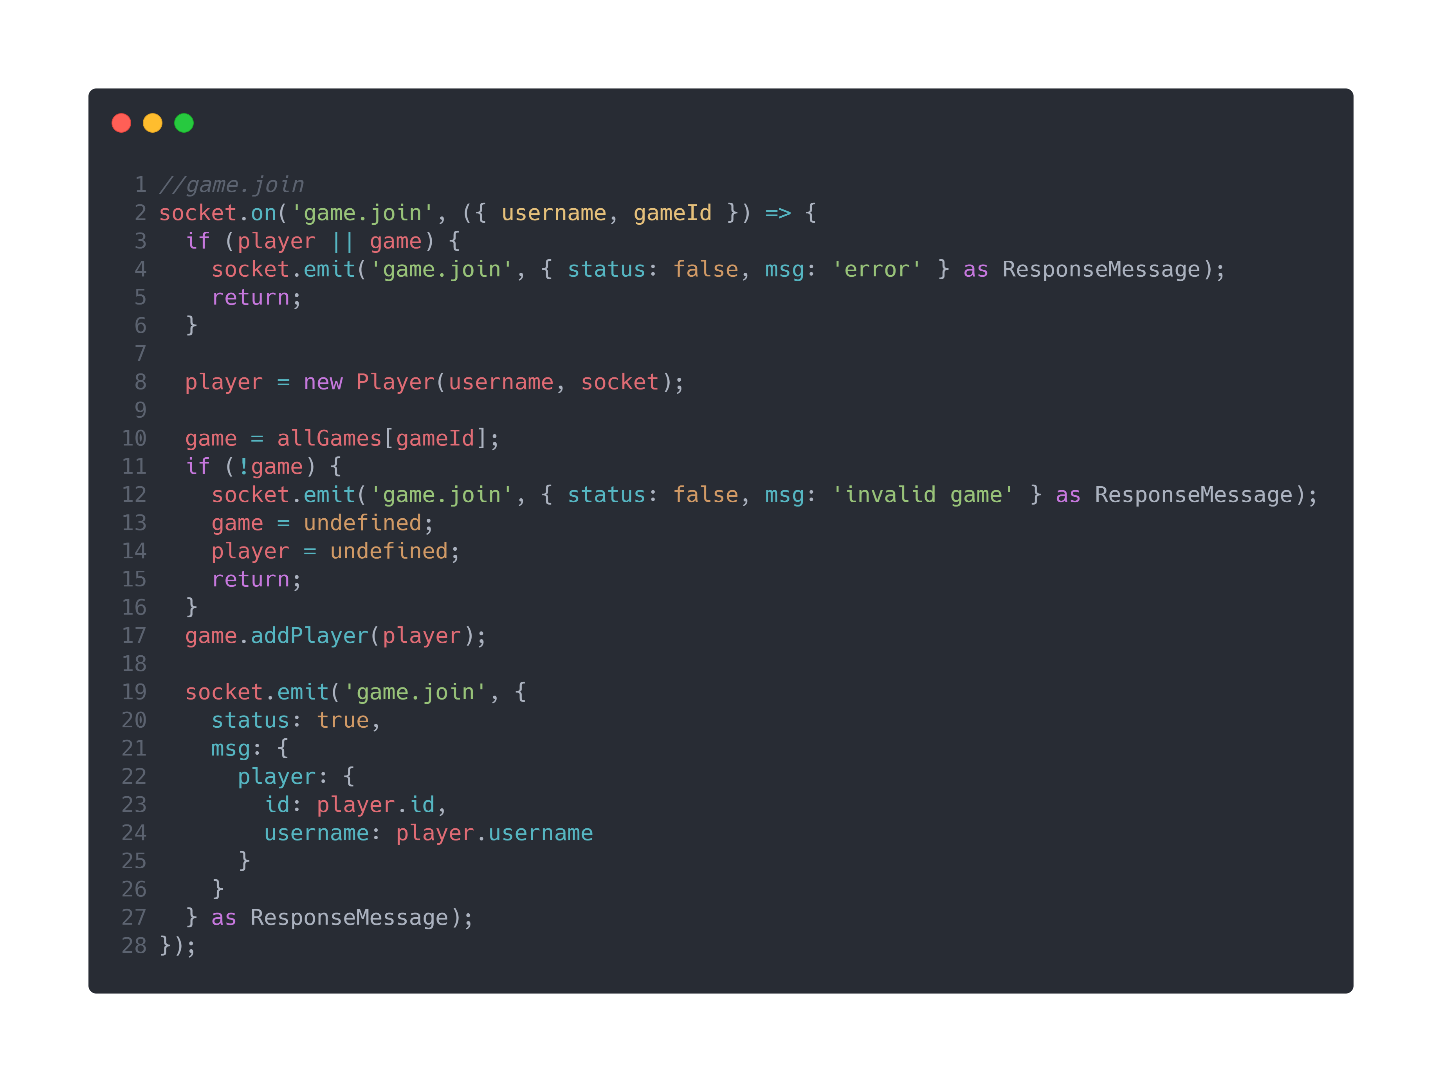 1 //game.join
2 socket.on('game.join', ({ username, gameId }) => {
3   if (player || game) {
4     socket.emit('game.join', { status: false, msg: 'error' } as ResponseMessage);
5     return;
6   }
7
8   player = new Player(username, socket);
9
10   game = allGames[gameId];
11   if (!game) {
12     socket.emit('game.join', { status: false, msg: 'invalid game' } as ResponseMessage);
13     game = undefined;
14     player = undefined;
15     return;
16   }
17   game.addPlayer(player);
18
19   socket.emit('game.join', {
20     status: true,
21     msg: {
22       player: {
23         id: player.id,
24         username: player.username
25       }
26     }
27   } as ResponseMessage);
28 });